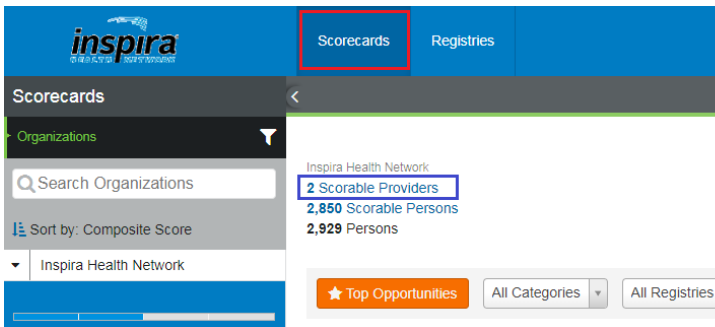 inspira
HEALTH NETWORK
Scorecards
Registries
Scorecards
Organizations
Search Organizations
Sort by: Composite Score
Inspira Health Network
Inspira Health Network
2 Scorable Providers
2,850 Scorable Persons
2,929 Persons
Top Opportunities
All Categories
All Registries